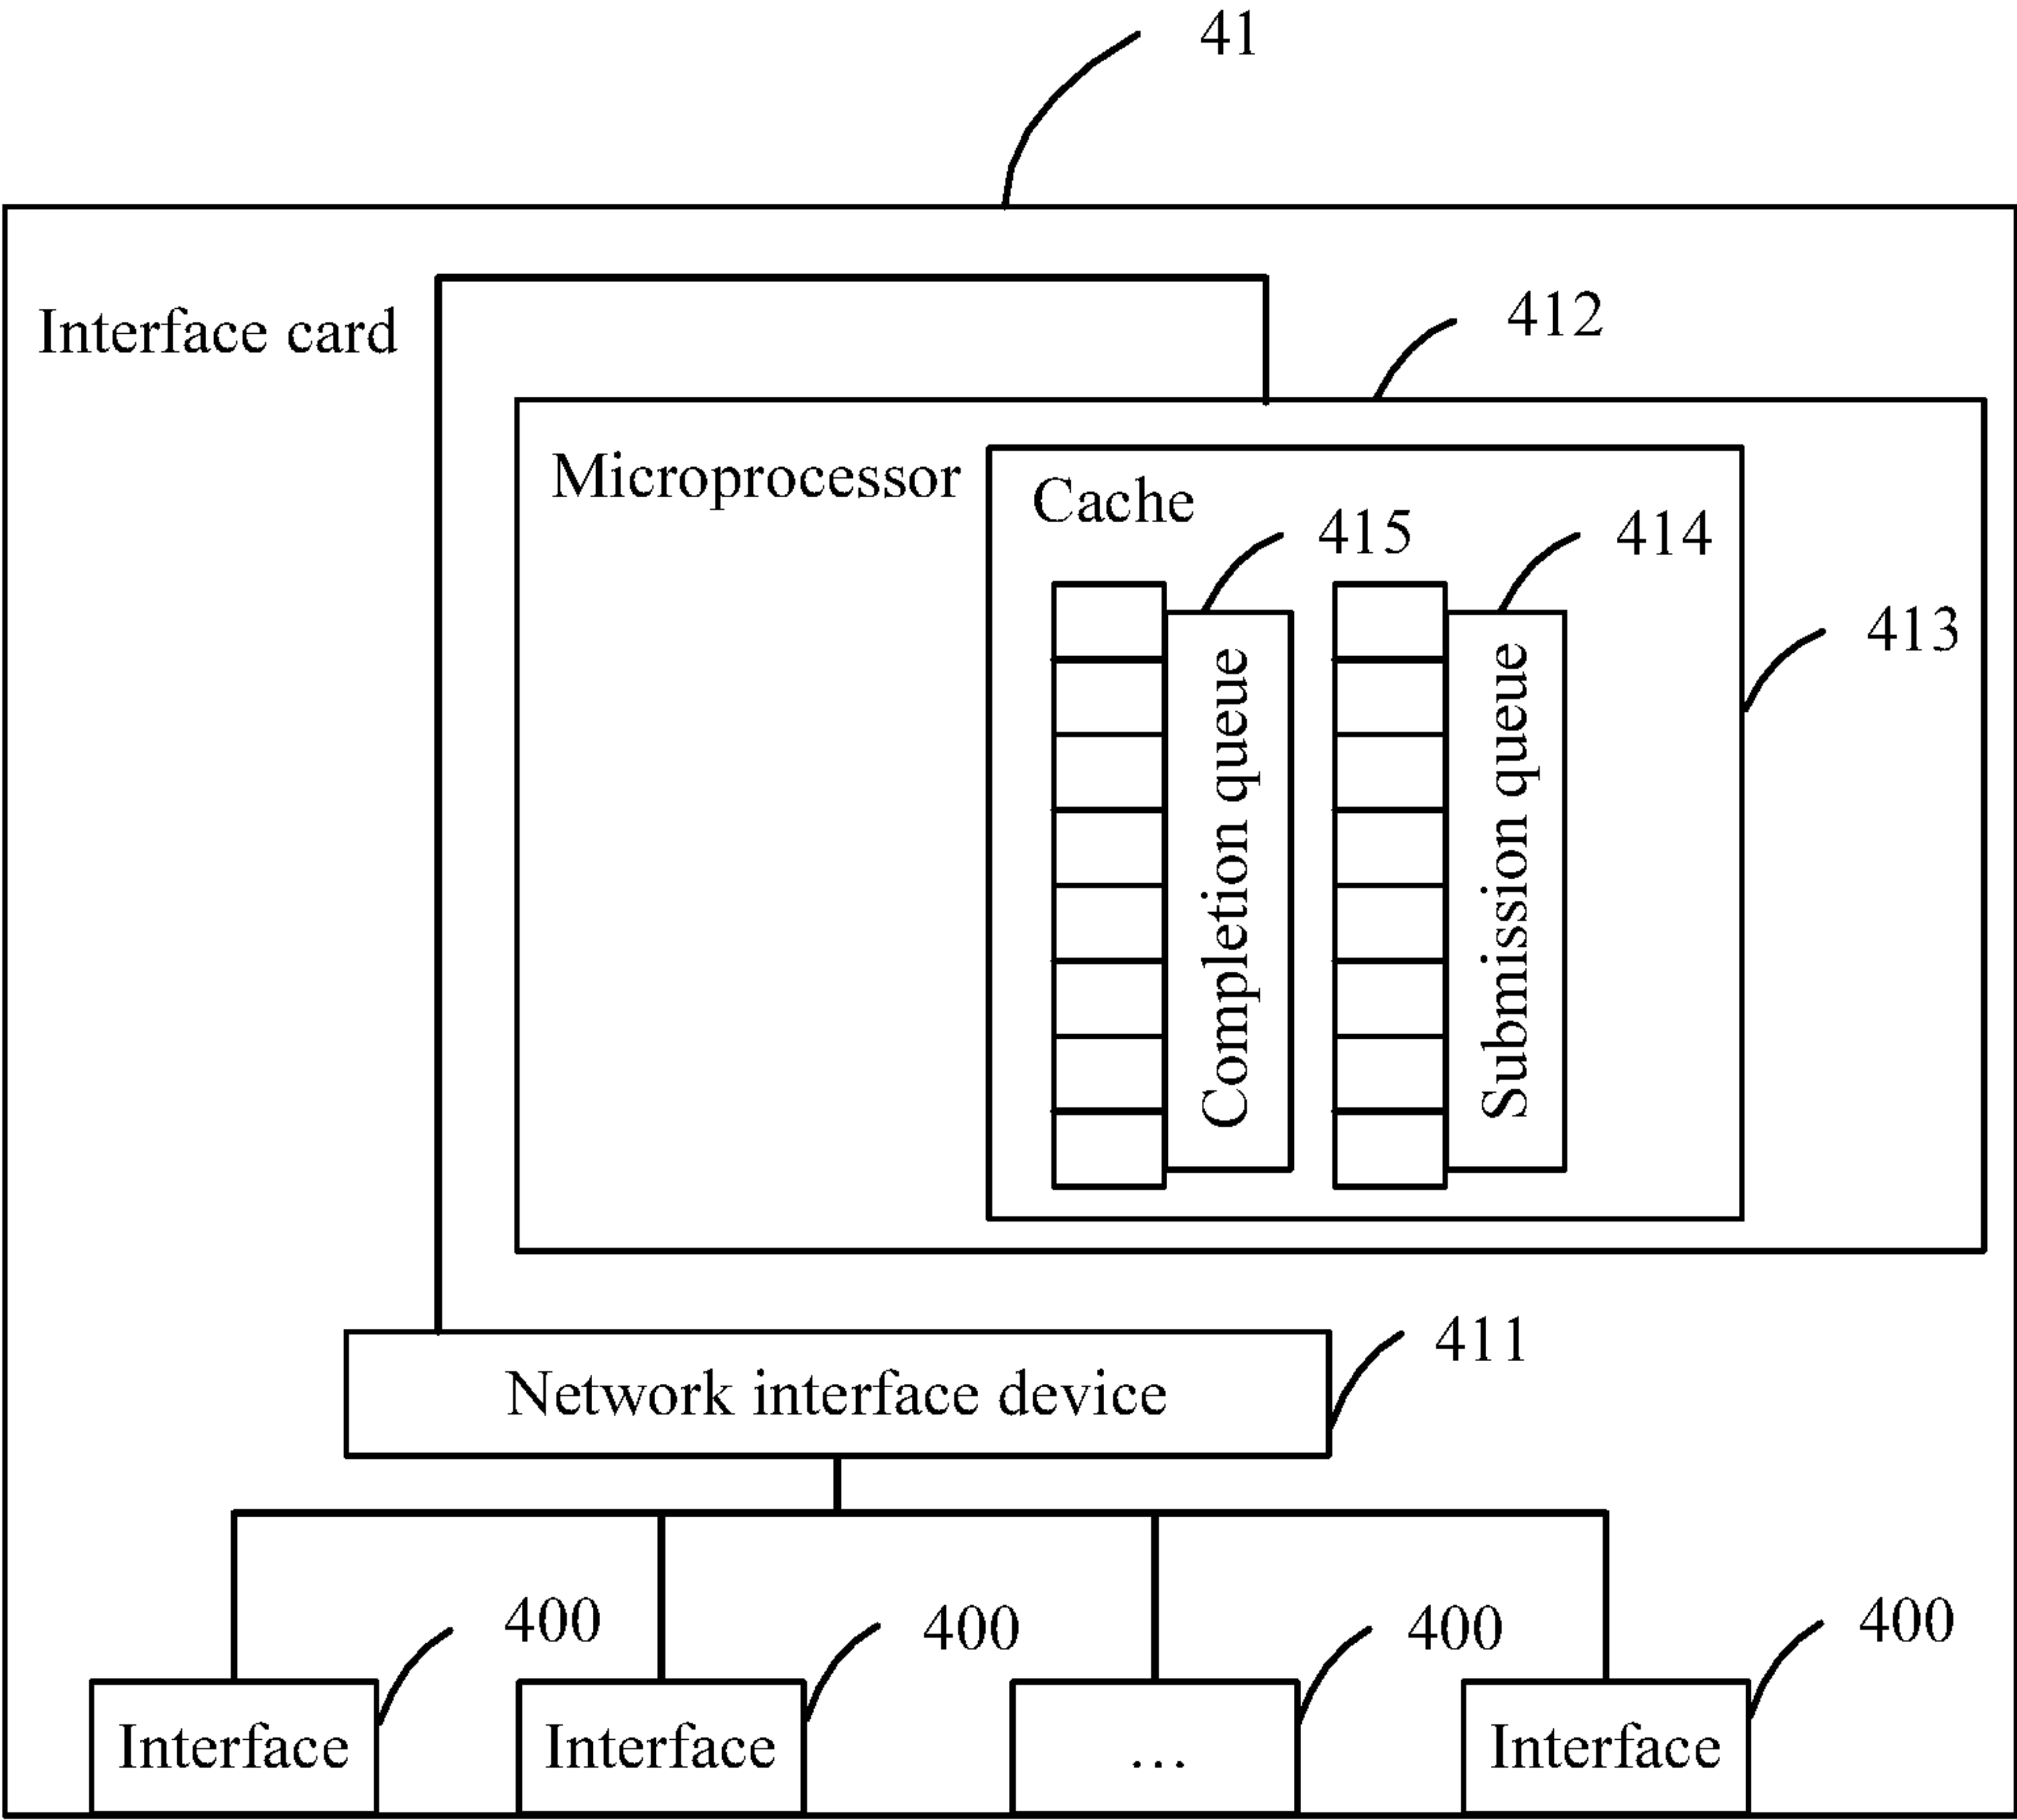 41
Interface card
412
Microprocessor
Cache
415
414
413
Completion queue
Submission queue
411
Network interface device
400
400
400
400
Interface
Interface
...
Interface